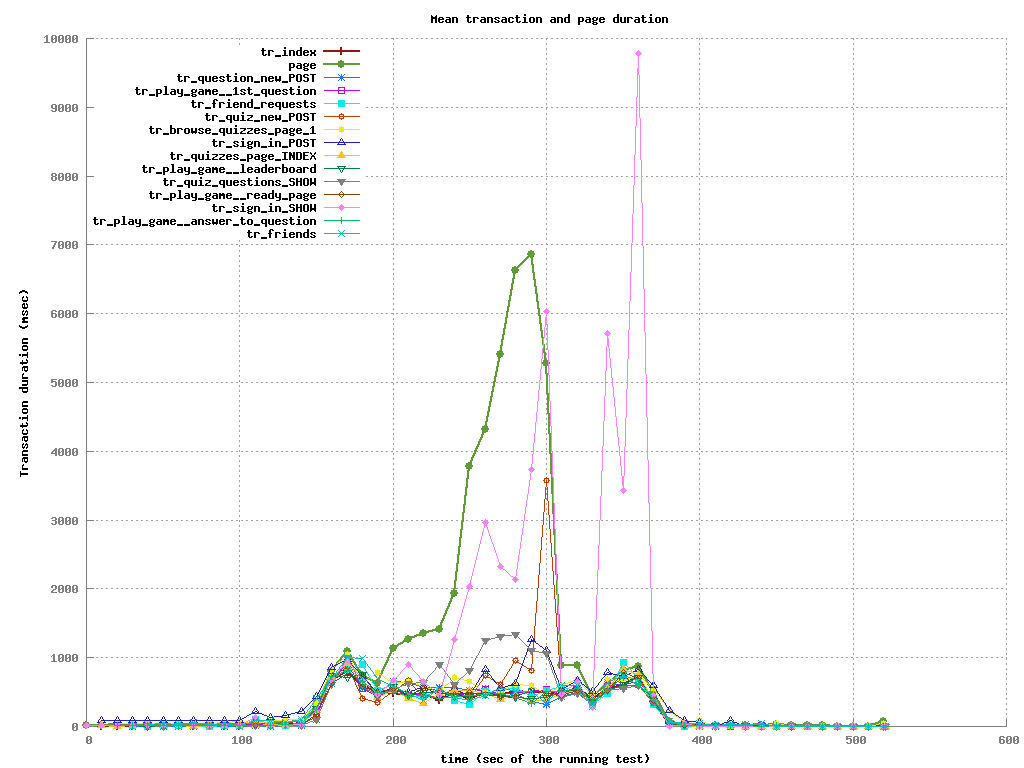 Mean transaction and page duration
10000
9000
8000
7000
6000
5000
4000
3000
2000
1000
0
Transaction duration (msec)
tr_index
page
tr_question_new_POST
tr_play_game__1st_question
tr_friend_requests
tr_quiz_new_POST
tr_browse_quizzes_page_1
tr_sign_in_POST
tr_quizzes_page_INDEX
tr_play_game__leaderboard
tr_quiz_questions_SHOW
tr_play_game__ready_page
tr_sign_in_SHOW
tr_play_game__answer_to_question
tr_friends
0 100 200 300 400 500 600
time (sec of the running test)